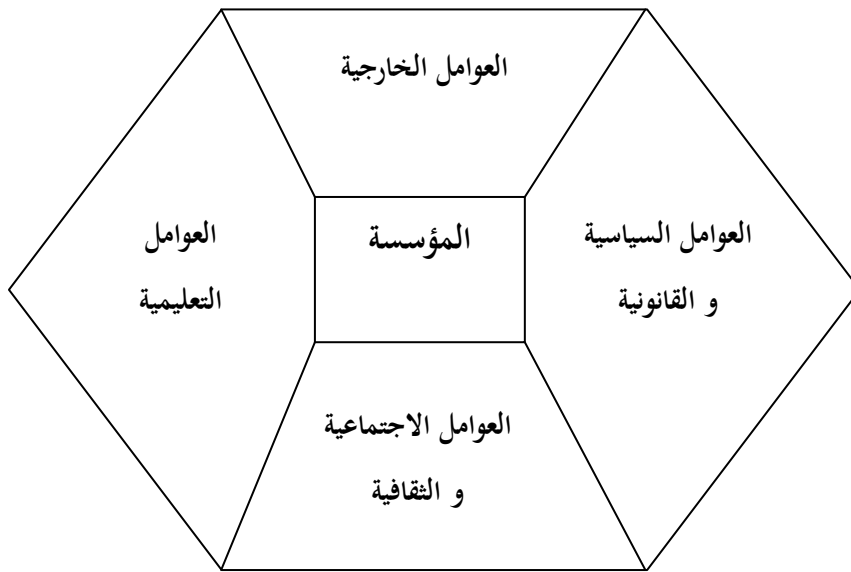 العوامل الخارجية
العوامل السياسية
و القانونية
المؤسسة
العوامل
التعليمية
العوامل الاجتماعية
و الثقافية